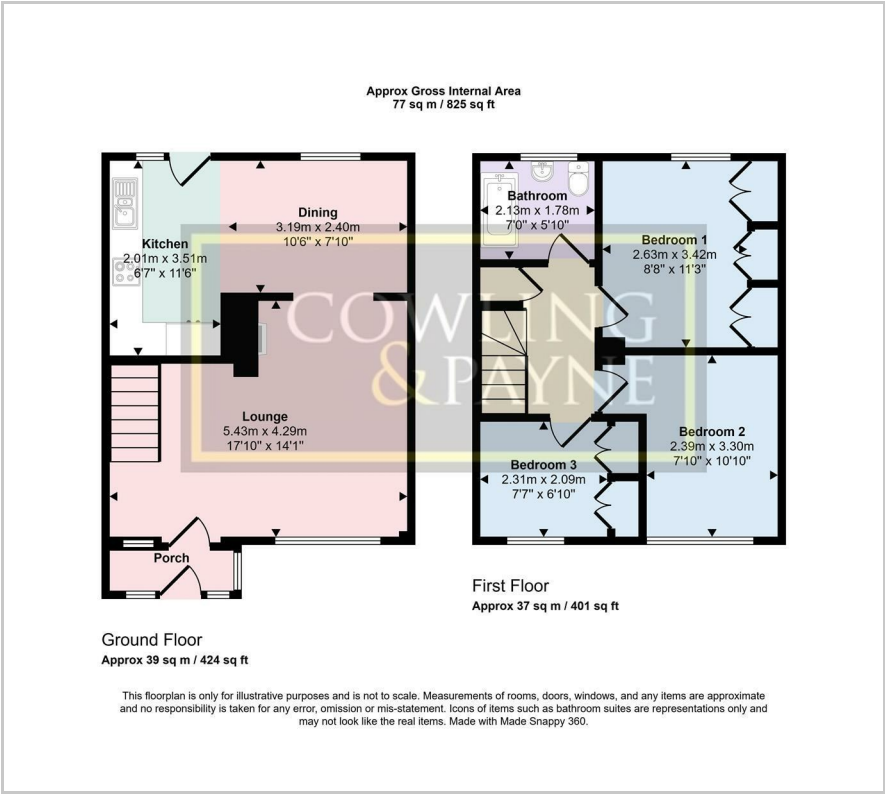 Approx Gross Internal Area
77 sq m / 825 sq ft
Kitchen
2.01m x 3.51m
6'7" x 11'6"
Dining
3.19m x 2.40m
10'6" x 7'10"
Lounge
5.43m x 4.29m
17'10" x 14'1"
Porch
Bathroom
2.13m x 1.78m
7'0" x 5'10"
Bedroom 1
2.63m x 3.42m
8'8" x 11'3"
Bedroom 2
2.39m x 3.30m
7'10" x 10'10"
Bedroom 3
2.31m x 2.09m
7'7" x 6'10"
COWLING
&PAYNE
Ground Floor
Approx 39 sq m / 424 sq ft
First Floor
Approx 37 sq m / 401 sq ft
This floorplan is only for illustrative purposes and is not to scale. Measurements of rooms, doors, windows, and any items are approximate
and no responsibility is taken for any error, omission or mis-statement. Icons of items such as bathroom suites are representations only and
may not look like the real items. Made with Made Snappy 360.